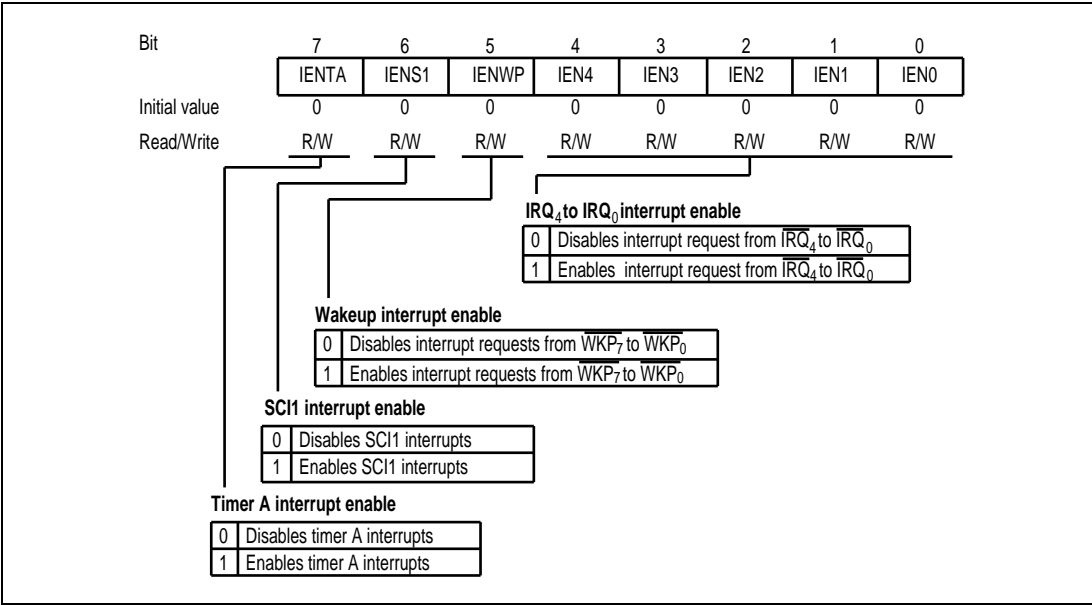 Bit 7 6 5 4 3 2 1 0
IENTA IENS1 IENWP IEN4 IEN3 IEN2 IEN1 IEN0
Initial value 0 0 0 0 0 0 0 0
Read/Write R/W R/W R/W R/W R/W R/W R/W R/W
IRQ4 to IRQ0 interrupt enable
0 Disables interrupt request from IRQ4 to IRQ0
1 Enables interrupt request from IRQ4 to IRQ0
Wakeup interrupt enable
0 Disables interrupt requests from WKP7 to WKP0
1 Enables interrupt requests from WKP7 to WKP0
SCI1 interrupt enable
0 Disables SCI1 interrupts
1 Enables SCI1 interrupts
Timer A interrupt enable
0 Disables timer A interrupts
1 Enables timer A interrupts